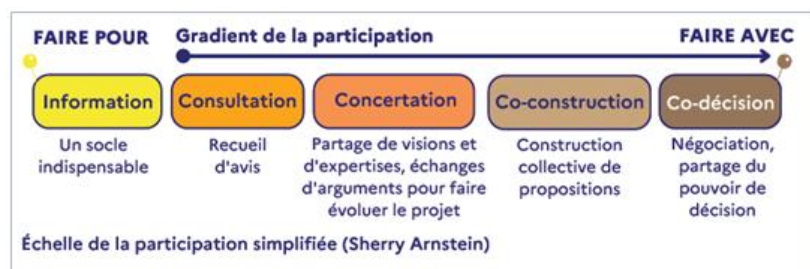 FAIRE POUR
Gradient de la participation
FAIRE AVEC
Information
Consultation
Concertation
Co-construction
Co-décision
Un socle
indispensable
Recueil
d'avis
Partage de visions et
d'expertises, échanges
d'arguments pour faire
évoluer le projet
Construction
collective de
propositions
Négociation,
partage du
pouvoir de
décision
Échelle de la participation simplifiée (Sherry Arnstein)